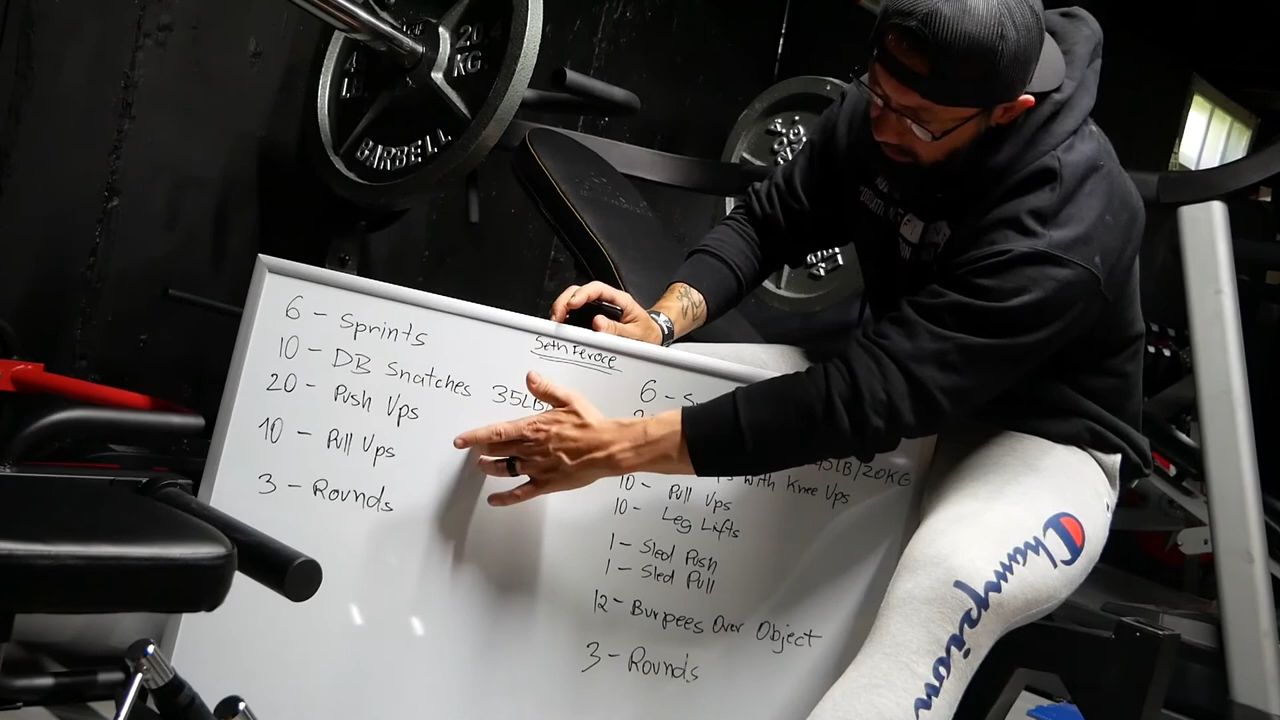 20
KG
BARBELL
Seth Feroce
6 - Sprints
10 - DB Snatches 35LB
20 - Push Ups
10 - Pull Ups
3 - Rounds
6 - S
45LB/20KG
with Knee Ups
10 - Pull Ups
10 - Leg Lifts
1 - Sled Push
1 - Sled Pull
12 - Burpees Over Object
3 - Rounds
Champion